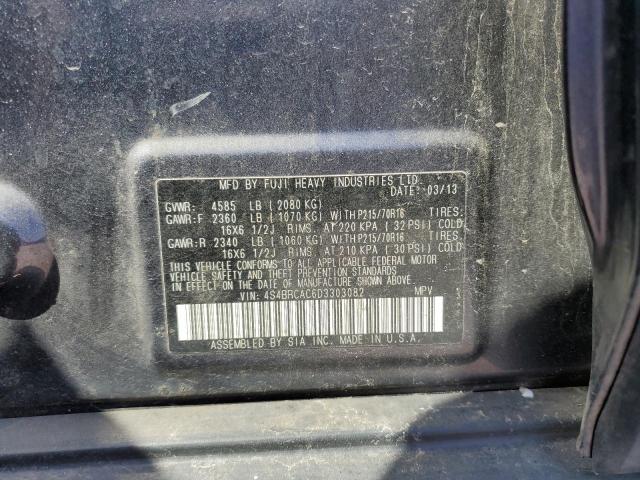 MFD BY FUJI HEAVY INDUSTRIES LTD
DATE: 03/13
GVWR: 4585 LB (2080 KG)
GAWR:F 2360 LB (1070 KG) WITH P215/70R16 TIRES:
16X6 1/2J RIMS, AT 220 KPA (32 PSI) COLD
GAWR:R 2340 LB (1060 KG) WITH P215/70R16 TIRES:
16X6 1/2J RIMS, AT 210 KPA (30 PSI) COLD
THIS VEHICLE CONFORMS TO ALL APPLICABLE FEDERAL MOTOR
VEHICLE SAFETY AND THEFT PREVENTION STANDARDS
IN EFFECT ON THE DATE OF MANUFACTURE SHOWN ABOVE.
VIN: 4S4BRCAC6D3303082 MPV
ASSEMBLED BY SIA INC. MADE IN U.S.A.